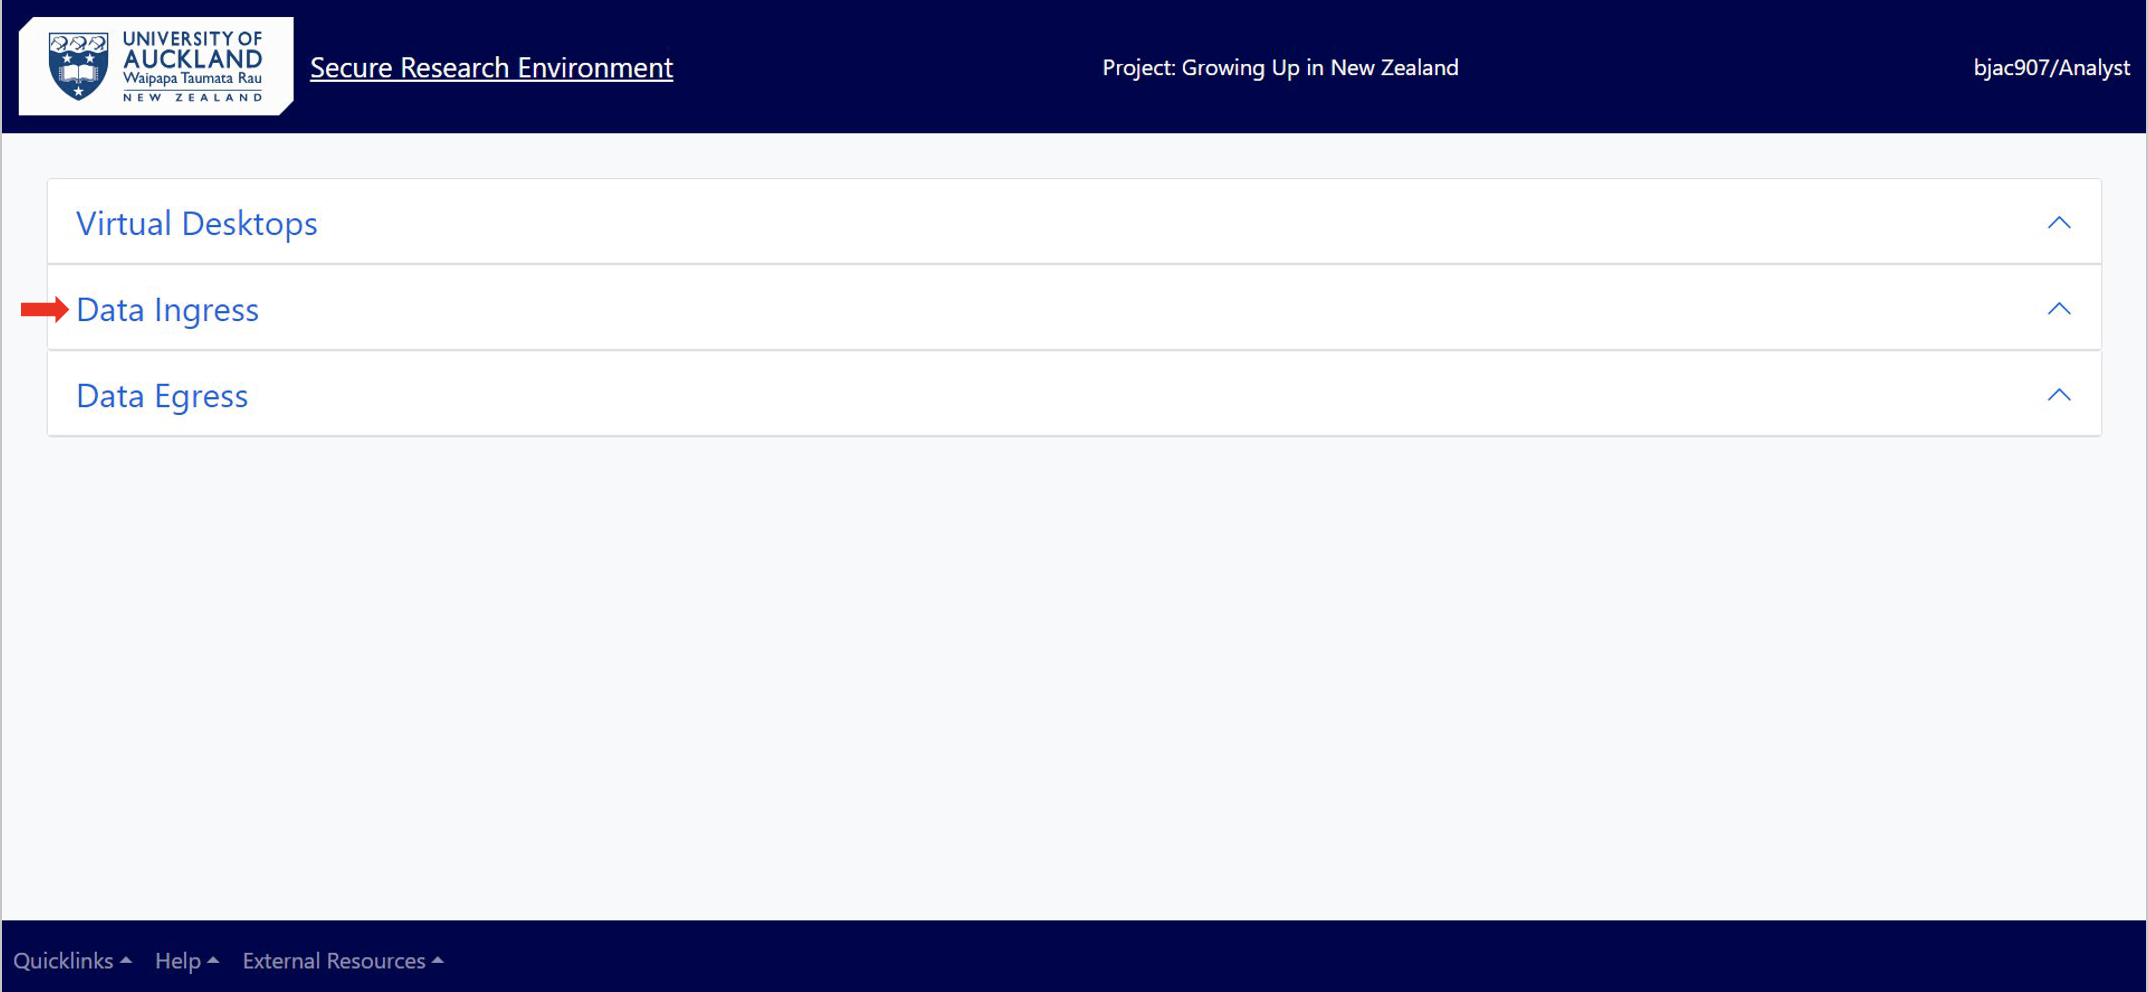 UNIVERSITY OF
AUCKLAND
Waipapa Taumata Rau
NEW ZEALAND
Secure Research Environment
Project: Growing Up in New Zealand
bjac907/Analyst
Virtual Desktops
Data Ingress
Data Egress
Quicklinks Help External Resources